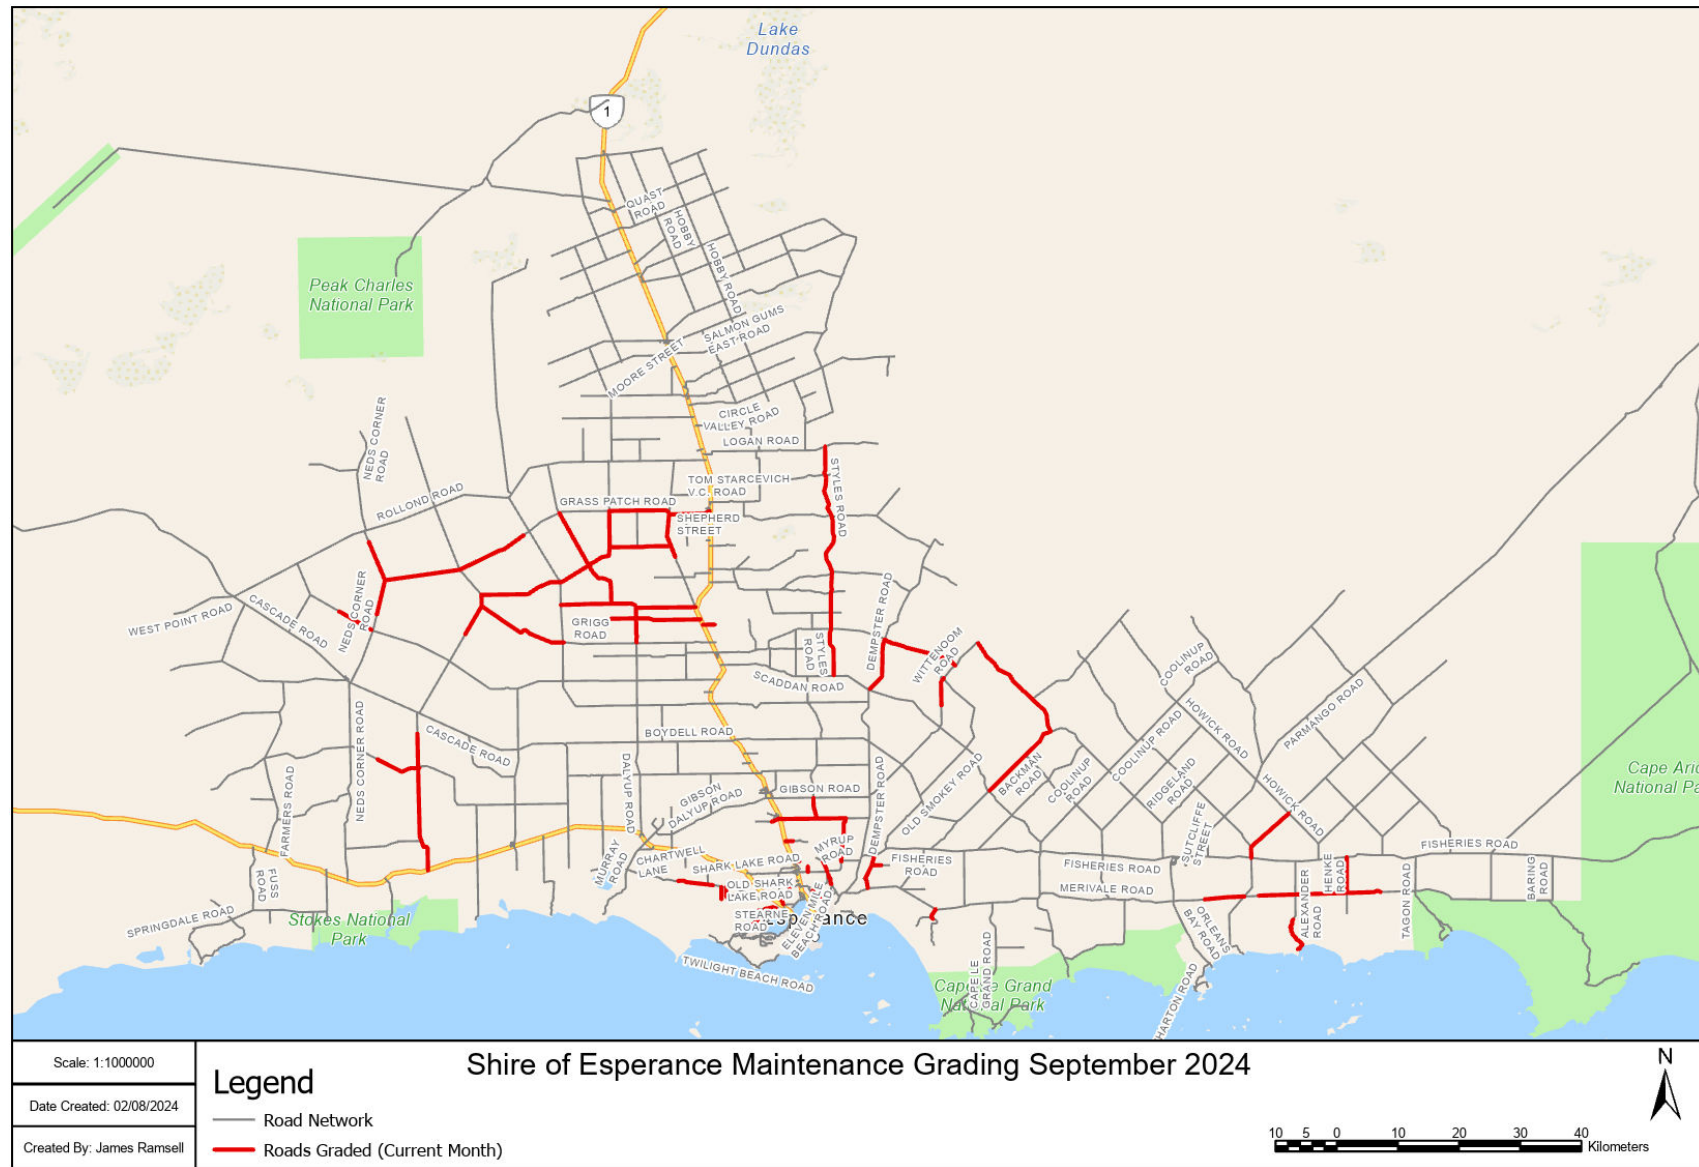 Lake
Dundas
1
QUAST
ROAD
HOBBY
ROAD
HOBBY ROAD
Peak Charles
National Park
SALMON GUMS
EAST ROAD
MOORE STREET
CIRCLE
VALLEY ROAD
LOGAN ROAD
NEDS CORNER
ROAD
TOM STARCEVICH
V.C. ROAD
STYLES ROAD
ROLLOND ROAD
GRASS PATCH ROAD
SHEPHERD
STREET
NEDS CORNER
ROAD
WEST POINT ROAD
CASCADE ROAD
GRIGG
ROAD
STYLES
ROAD
DEMPSTER ROAD
WITTENOOM
ROAD
SCADDAN ROAD
COOLINUP
ROAD
HOWICK ROAD
PARMANGO ROAD
NEDS CORNER ROAD
CASCADE ROAD
BOYDELL ROAD
COOLINUP ROAD
FARMERS ROAD
DALYUP ROAD
GIBSON
DALYUP ROAD
GIBSON ROAD
DEMPSTER ROAD
OLD SMOKEY ROAD
BACKMAN
ROAD
COOLINUP
ROAD
RIDGELAND
ROAD
HOWICK ROAD
SUTCLIFFE
STREET
Cape Arid
National Pa
MURRAY
ROAD
CHARTWELL
LANE
SHARK LAKE ROAD
MYRUP
ROAD
FISHERIES
ROAD
FISHERIES ROAD
FISHERIES ROAD
FUSS
ROAD
OLD SHARK
LAKE ROAD
MERIVALE ROAD
HENKE
ROAD
ALEXANDER
ROAD
TAGON ROAD
BARING
ROAD
SPRINGDALE ROAD
Stokes National
Park
STEARNE
ROAD
Esperance
ELEVEN MILE
BEACH ROAD
ORLEANS
BAY ROAD
TWILIGHT BEACH ROAD
CAPE LE
GRAND ROAD
Cape Le Grand
National Park
HARTON ROAD
Scale: 1:1000000
Date Created: 02/08/2024
Created By: James Ramsell
Shire of Esperance Maintenance Grading September 2024
Legend
Road Network
Roads Graded (Current Month)
N
10 5 0 10 20 30 40
Kilometers